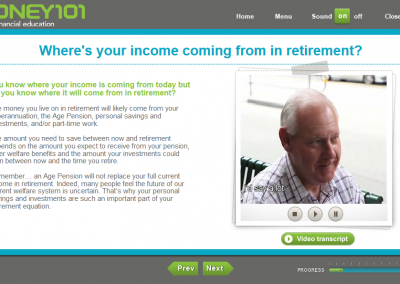 ONEY101
nancial education
Home Menu Sound on off Close
Where's your income coming from in retirement?
u know where your income is coming from today but
you know where it will come from in retirement?
e money you live on in retirement will likely come from your
perannuation, the Age Pension, personal savings and
estments, and/or part-time work.
e amount you need to save between now and retirement
pends on the amount you expect to receive from your pension,
er welfare benefits and the amount your investments could
n between now and the time you retire.
member… an Age Pension will not replace your full current
ome in retirement. Indeed, many people feel the future of our
rent welfare system is uncertain. That's why your personal
vings and investments are such an important part of your
rement equation.
I'd say a lot
Video transcript
Prev Next
PROGRESS